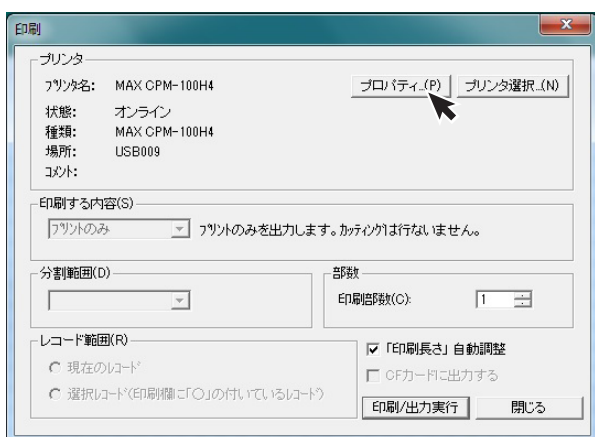 印刷
プリンタ
プリンタ名: MAX CPM-100H4
プロパティ...(P) プリンタ選択...(N)
状態: オンライン
種類: MAX CPM-100H4
場所: USB009
コメント:
印刷する内容(S)
プリントのみ プリントのみを出力します。カッティングは行ないません。
分割範囲(D)
部数
印刷部数(C): 1
レコード範囲(R)
現在のレコード
選択レコード(印刷欄に「○」の付いているレコード)
「印刷長さ」自動調整
CFカードに出力する
印刷/出力実行 閉じる